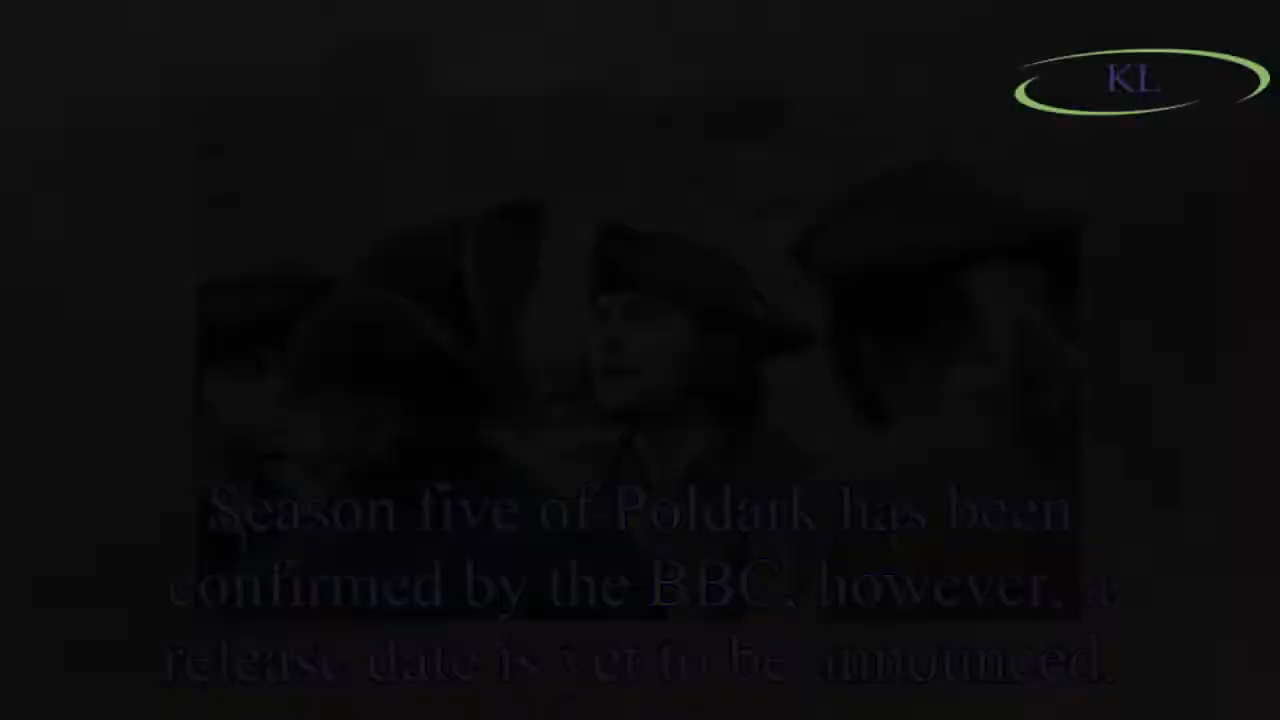 KL
Season five of Poldark has been
confirmed by the BBC, however, a
release date is yet to be announced.